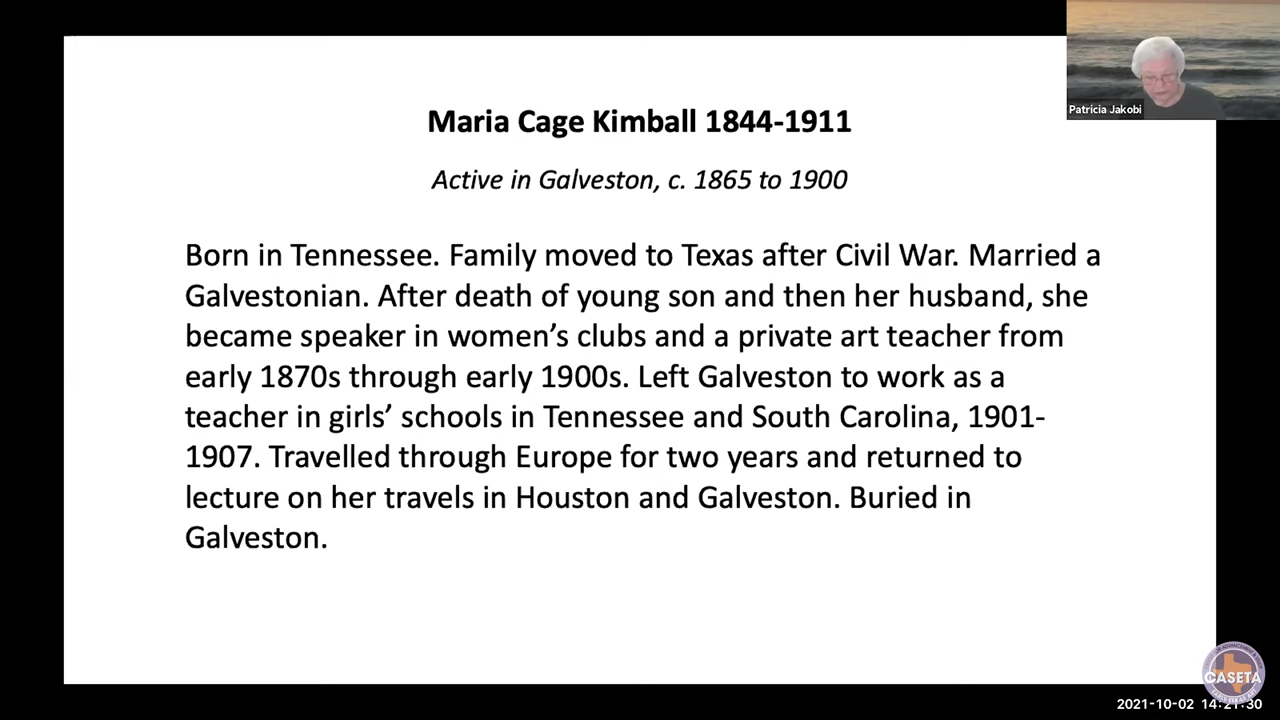 Maria Cage Kimball 1844-1911
Patricia Jakobi
Active in Galveston, c. 1865 to 1900
Born in Tennessee. Family moved to Texas after Civil War. Married a
Galvestonian. After death of young son and then her husband, she
became speaker in women’s clubs and a private art teacher from
early 1870s through early 1900s. Left Galveston to work as a
teacher in girls’ schools in Tennessee and South Carolina, 1901-
1907. Travelled through Europe for two years and returned to
lecture on her travels in Houston and Galveston. Buried in
Galveston.
CASETA
2021-10-02 14:21:30